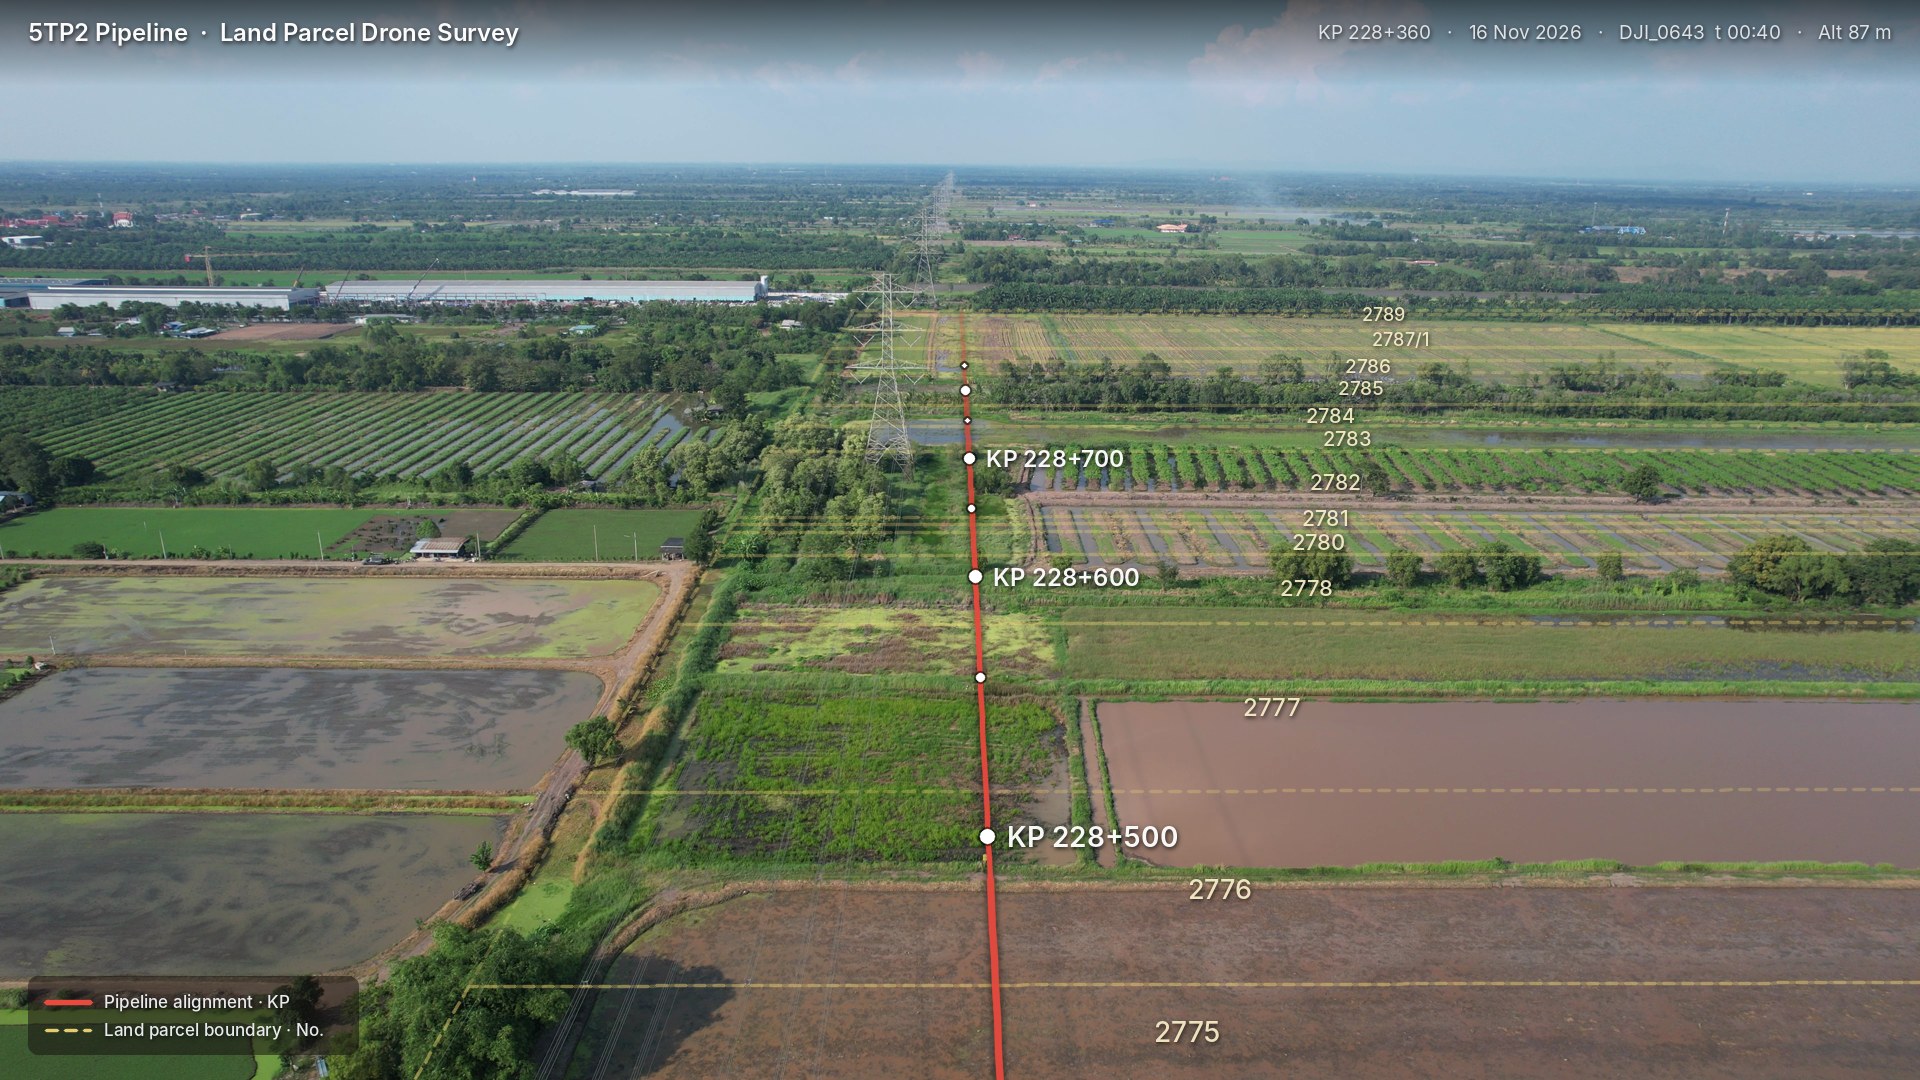 5TP2 Pipeline · Land Parcel Drone Survey
KP 228+360 · 16 Nov 2026 · DJI_0643 t 00:40 · Alt 87 m
2789
2787/1
2786
2785
2784
2783
KP 228+700
2782
2781
2780
KP 228+600
2778
2777
KP 228+500
2776
2775
Pipeline alignment · KP
Land parcel boundary · No.